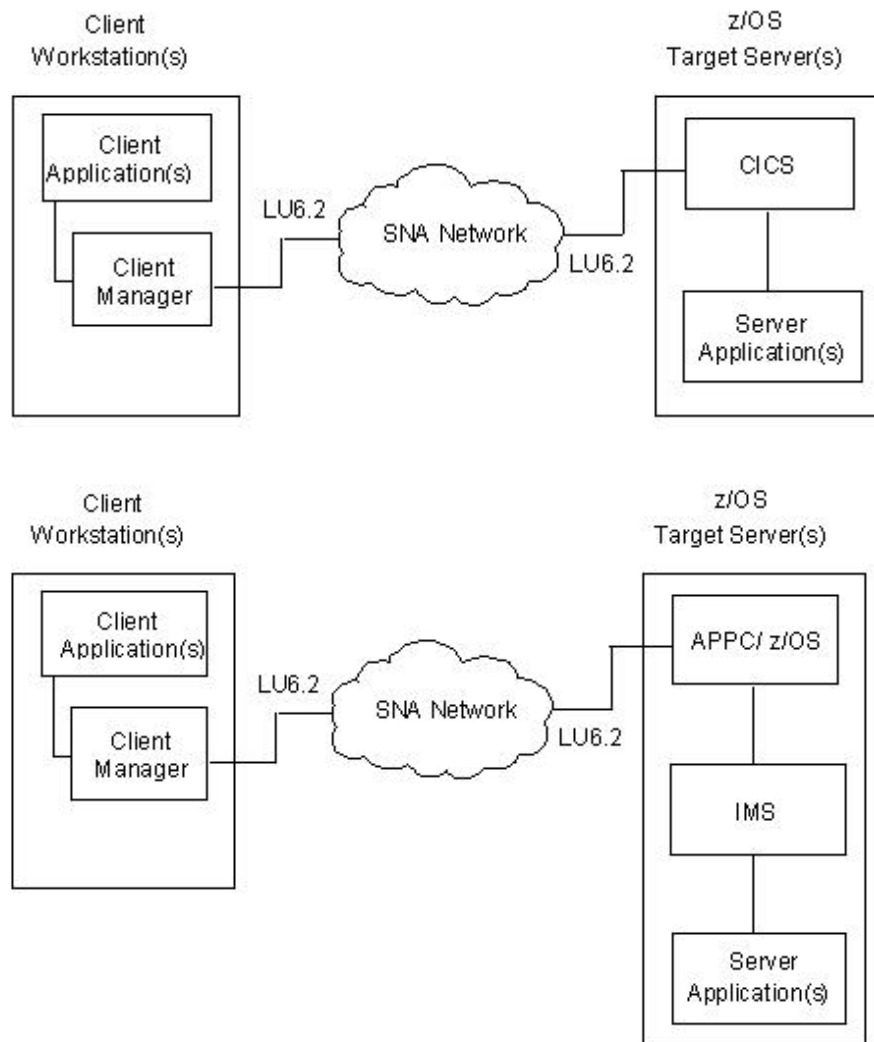 Client
Workstation(s)
z/OS
Target Server(s)
Client
Application(s)
Client
Manager
LU6.2
SNA Network
LU6.2
CICS
Server
Application(s)
Client
Workstation(s)
z/OS
Target Server(s)
Client
Application(s)
Client
Manager
LU6.2
SNA Network
LU6.2
APPC/ z/OS
IMS
Server
Application(s)